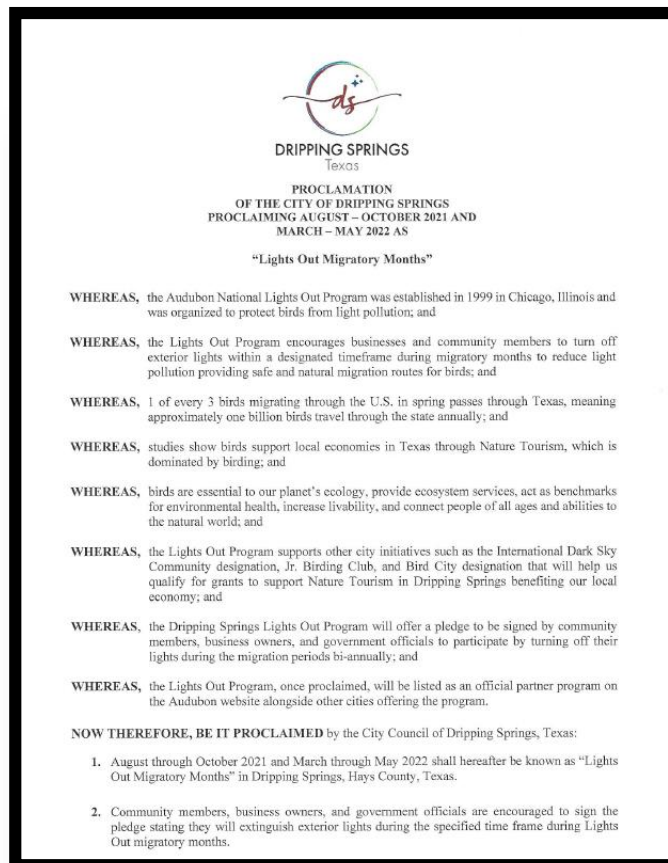 ds
DRIPPING SPRINGS
Texas
PROCLAMATION
OF THE CITY OF DRIPPING SPRINGS
PROCLAIMING AUGUST – OCTOBER 2021 AND
MARCH – MAY 2022 AS
“Lights Out Migratory Months”
WHEREAS, the Audubon National Lights Out Program was established in 1999 in Chicago, Illinois and
was organized to protect birds from light pollution; and
WHEREAS, the Lights Out Program encourages businesses and community members to turn off
exterior lights within a designated timeframe during migratory months to reduce light
pollution providing safe and natural migration routes for birds; and
WHEREAS, 1 of every 3 birds migrating through the U.S. in spring passes through Texas, meaning
approximately one billion birds travel through the state annually; and
WHEREAS, studies show birds support local economies in Texas through Nature Tourism, which is
dominated by birding; and
WHEREAS, birds are essential to our planet’s ecology, provide ecosystem services, act as benchmarks
for environmental health, increase livability, and connect people of all ages and abilities to
the natural world; and
WHEREAS, the Lights Out Program supports other city initiatives such as the International Dark Sky
Community designation, Jr. Birding Club, and Bird City designation that will help us
qualify for grants to support Nature Tourism in Dripping Springs benefiting our local
economy; and
WHEREAS, the Dripping Springs Lights Out Program will offer a pledge to be signed by community
members, business owners, and government officials to participate by turning off their
lights during the migration periods bi-annually; and
WHEREAS, the Lights Out Program, once proclaimed, will be listed as an official partner program on
the Audubon website alongside other cities offering the program.
NOW THEREFORE, BE IT PROCLAIMED by the City Council of Dripping Springs, Texas:
1. August through October 2021 and March through May 2022 shall hereafter be known as “Lights
Out Migratory Months” in Dripping Springs, Hays County, Texas.
2. Community members, business owners, and government officials are encouraged to sign the
pledge stating they will extinguish exterior lights during the specified time frame during Lights
Out migratory months.